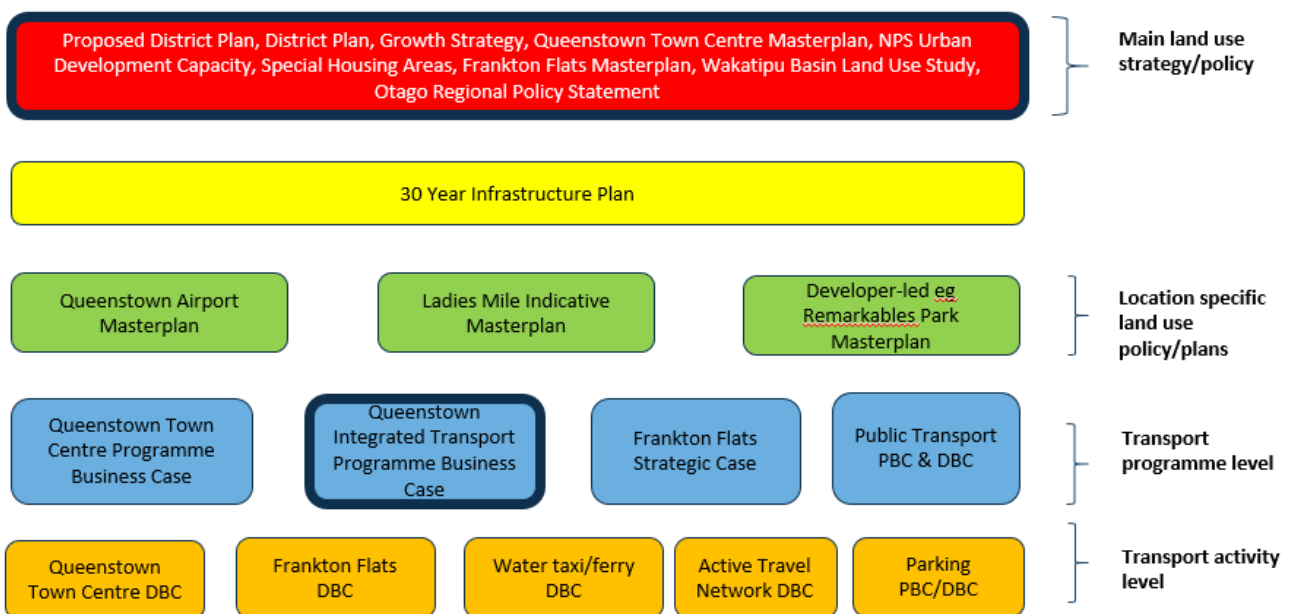 Proposed District Plan, District Plan, Growth Strategy, Queenstown Town Centre Masterplan, NPS Urban
Development Capacity, Special Housing Areas, Frankton Flats Masterplan, Wakatipu Basin Land Use Study,
Otago Regional Policy Statement
Main land use
strategy/policy
30 Year Infrastructure Plan
Queenstown Airport
Masterplan
Ladies Mile Indicative
Masterplan
Developer-led eg
Remarkables Park
Masterplan
Location specific
land use
policy/plans
Queenstown Town
Centre Programme
Business Case
Queenstown
Integrated Transport
Programme Business
Case
Frankton Flats
Strategic Case
Public Transport
PBC & DBC
Transport
programme level
Queenstown
Town Centre DBC
Frankton Flats
DBC
Water taxi/ferry
DBC
Active Travel
Network DBC
Parking
PBC/DBC
Transport activity
level